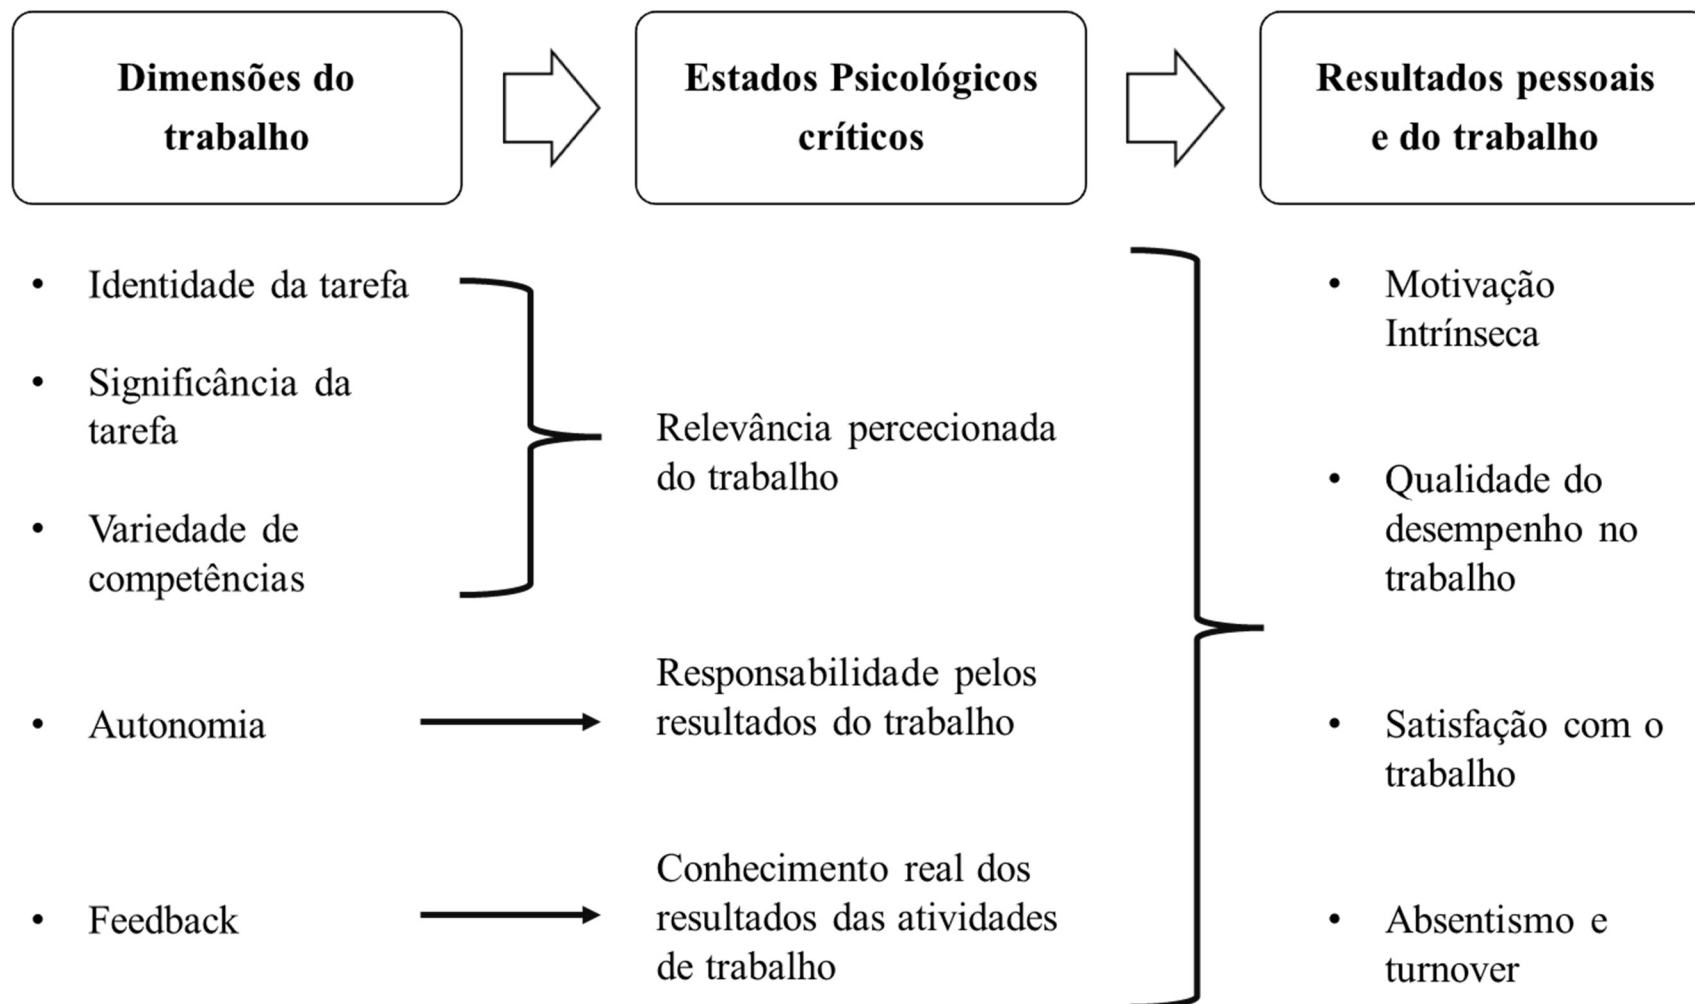 Dimensões do
trabalho
Estados Psicológicos
críticos
Resultados pessoais
e do trabalho
• Identidade da tarefa
• Significância da
tarefa
• Variedade de
competências
• Autonomia
• Feedback
Relevância percecionada
do trabalho
Responsabilidade pelos
resultados do trabalho
Conhecimento real dos
resultados das atividades
de trabalho
• Motivação
Intrínseca
• Qualidade do
desempenho no
trabalho
• Satisfação com o
trabalho
• Absentismo e
turnover